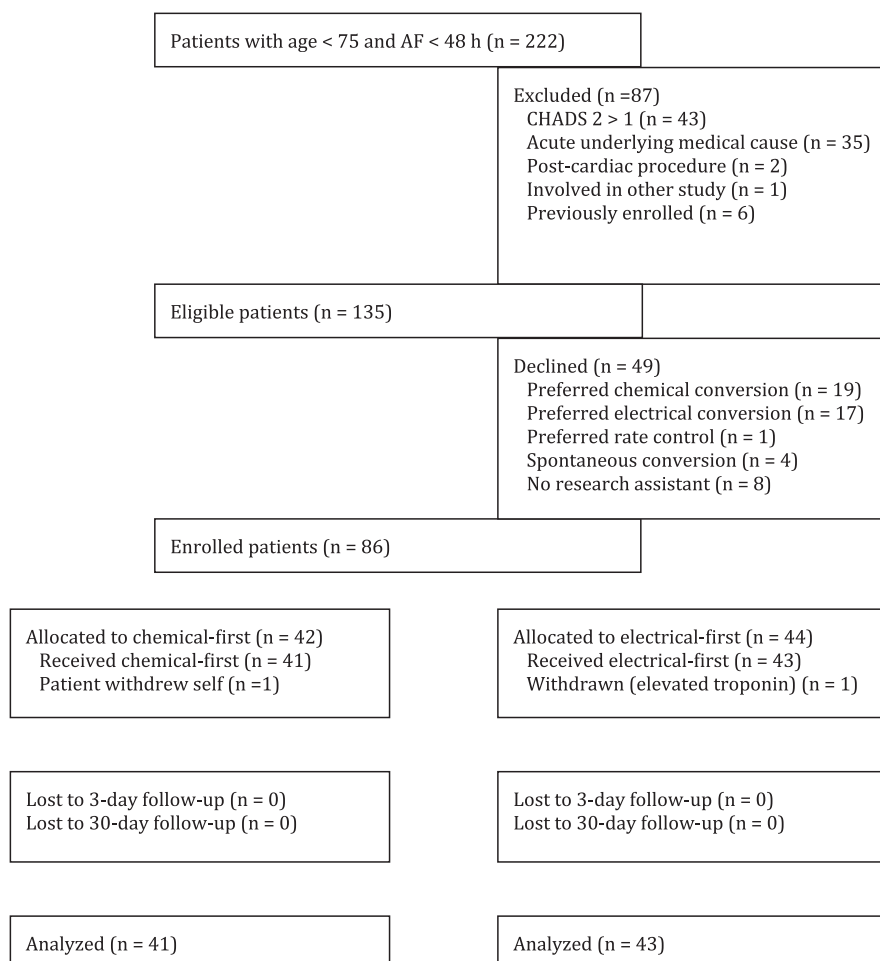 Patients with age < 75 and AF < 48 h (n = 222)
Excluded (n =87)
CHADS 2 > 1 (n = 43)
Acute underlying medical cause (n = 35)
Post-cardiac procedure (n = 2)
Involved in other study (n = 1)
Previously enrolled (n = 6)
Eligible patients (n = 135)
Declined (n = 49)
Preferred chemical conversion (n = 19)
Preferred electrical conversion (n = 17)
Preferred rate control (n = 1)
Spontaneous conversion (n = 4)
No research assistant (n = 8)
Enrolled patients (n = 86)
Allocated to chemical-first (n = 42)
Received chemical-first (n = 41)
Patient withdrew self (n =1)
Allocated to electrical-first (n = 44)
Received electrical-first (n = 43)
Withdrawn (elevated troponin) (n = 1)
Lost to 3-day follow-up (n = 0)
Lost to 30-day follow-up (n = 0)
Lost to 3-day follow-up (n = 0)
Lost to 30-day follow-up (n = 0)
Analyzed (n = 41)
Analyzed (n = 43)